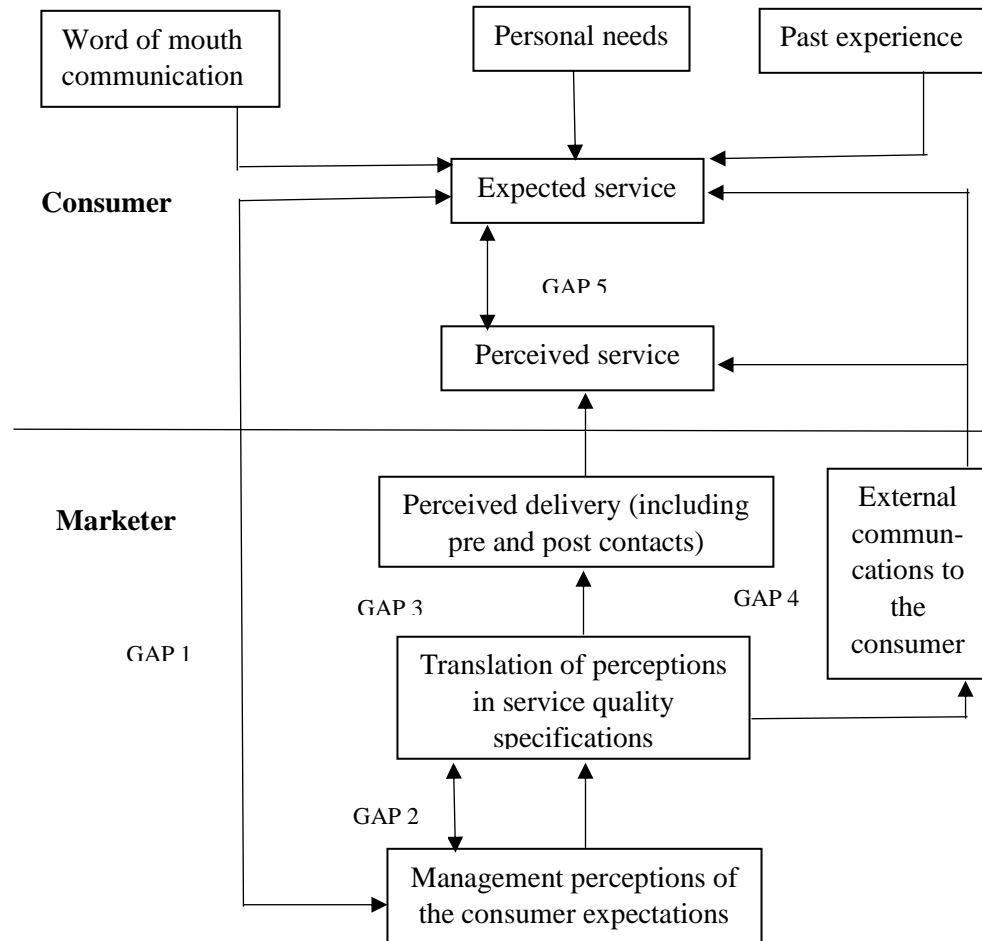 Word of mouth
communication
Personal needs
Past experience
Expected service
Consumer
GAP 5
Perceived service
Marketer
Perceived delivery (including
pre and post contacts)
External
commun-
cations to
the
consumer
GAP 3
GAP 4
GAP 1
Translation of perceptions
in service quality
specifications
GAP 2
Management perceptions of
the consumer expectations